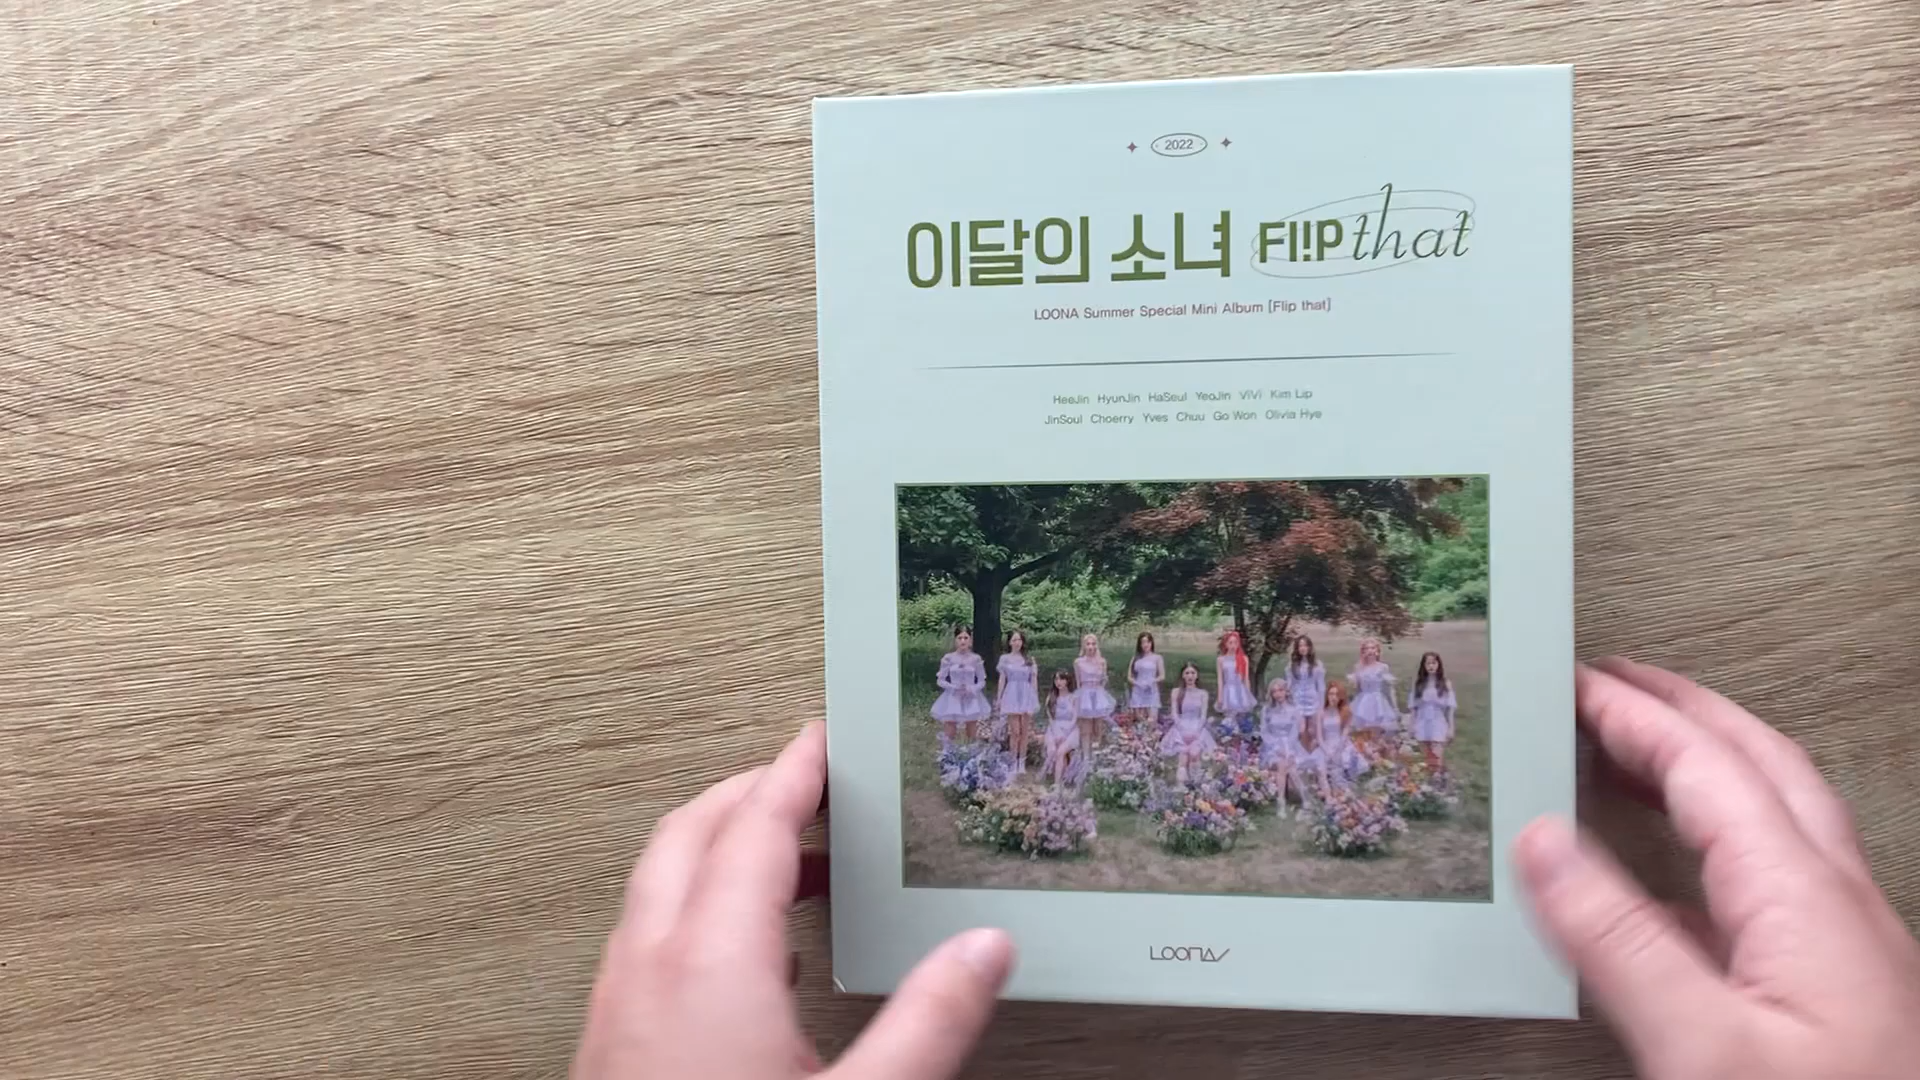 2022
이달의 소녀 FL!P that
LOONA Summer Special Mini Album [Flip that]
HeeJin HyunJin HaSeul YeoJin ViVi Kim Lip
JinSoul Choerry Yves Chuu Go Won Olivia Hye
LOONA